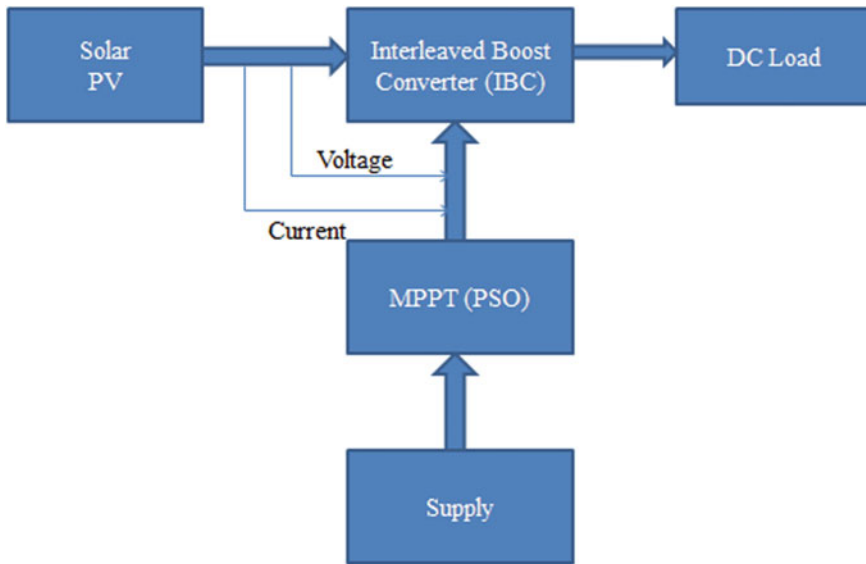 Solar
PV
Interleaved Boost
Converter (IBC)
DC Load
Voltage
Current
MPPT (PSO)
Supply